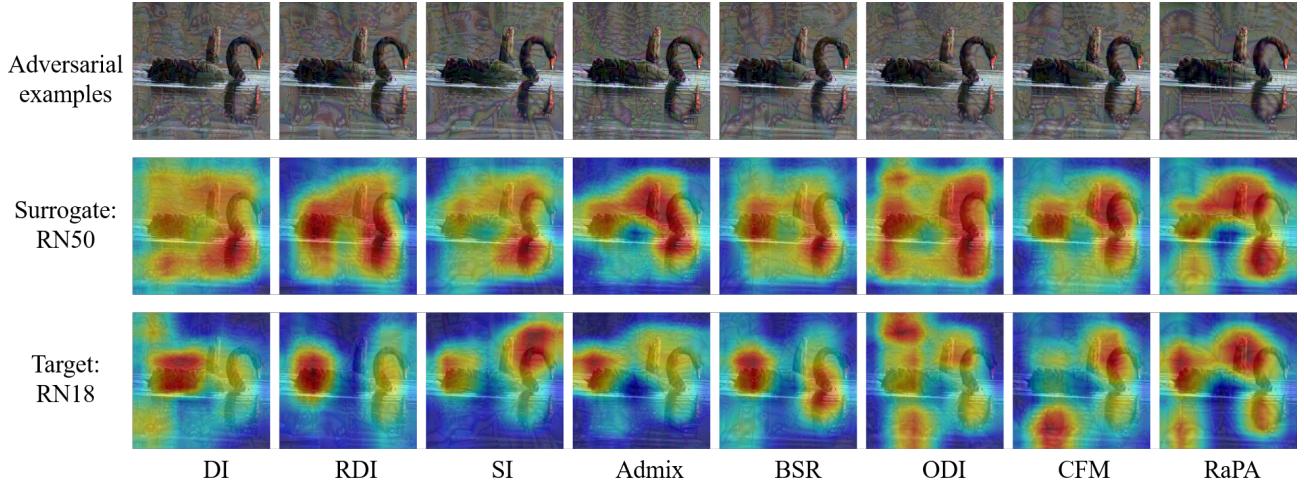 Adversarial
examples
Surrogate:
RN50
Target:
RN18
DI RDI SI Admix BSR ODI CFM RaPA